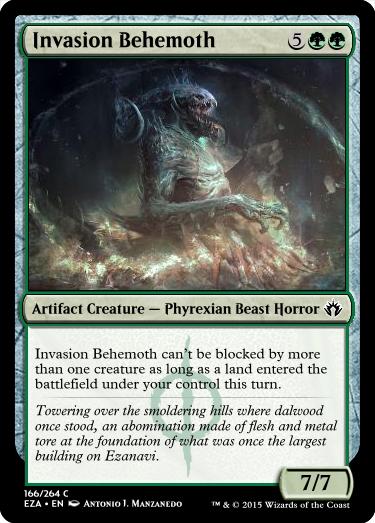 Invasion Behemoth 5
Artifact Creature — Phyrexian Beast Horror
Invasion Behemoth can't be blocked by more
than one creature as long as a land entered the
battlefield under your control this turn.
Towering over the smoldering hills where dalwood
once stood, an abomination made of flesh and metal
tore at the foundation of what was once the largest
building on Ezanavi.
7/7
166/264 C
EZA • EN Antonio J. Manzanedo
™ & © 2015 Wizards of the Coast